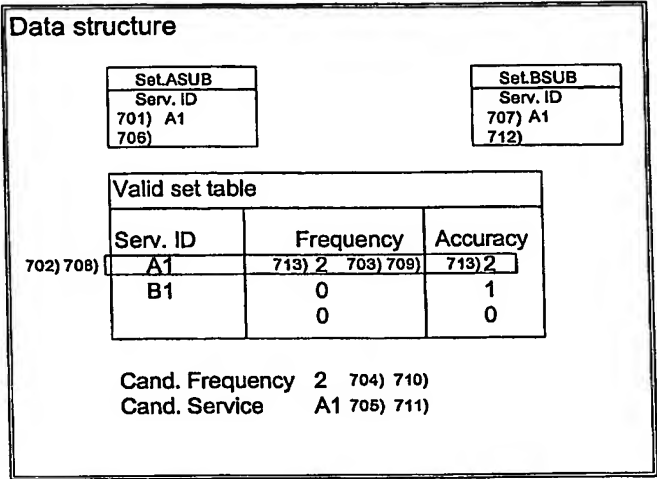 Data structure
Set.ASUB
Serv. ID
701) A1
706)
Set.BSUB
Serv. ID
707) A1
712)
Valid set table
Serv. ID Frequency Accuracy
702) 708) A1 713) 2 703) 709) 713) 2
B1 0 1
0 0
Cand. Frequency 2 704) 710)
Cand. Service A1 705) 711)